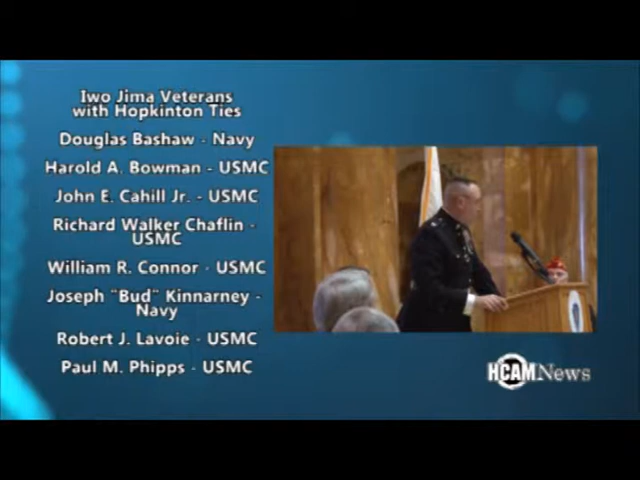 Iwo Jima Veterans
with Hopkinton Ties
Douglas Bashaw - Navy
Harold A. Bowman - USMC
John E. Cahill Jr. - USMC
Richard Walker Chaflin -
USMC
William R. Connor - USMC
Joseph "Bud" Kinnarney -
Navy
Robert J. Lavoie - USMC
Paul M. Phipps - USMC
HCAM News